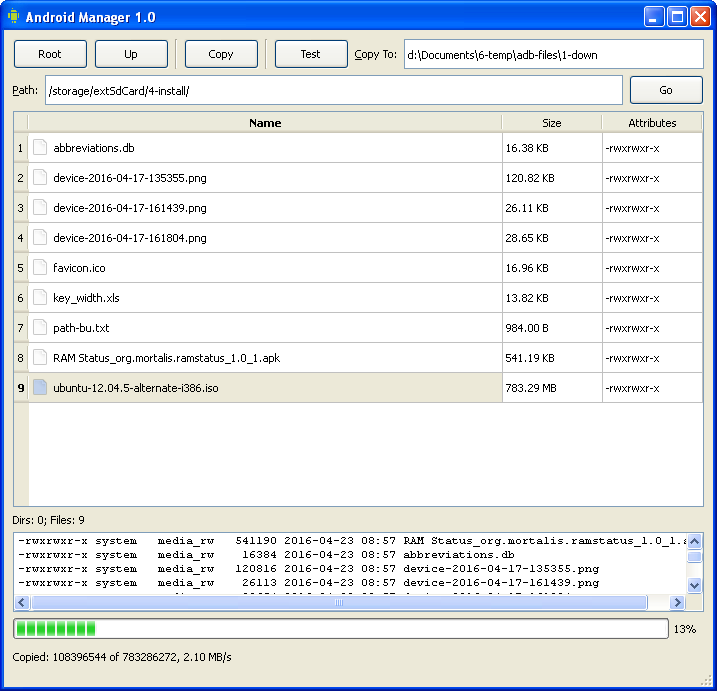 Android Manager 1.0
Root Up Copy Test Copy To: d:\Documents\6-temp\adb-files\1-down
Path: /storage/extSdCard/4-install/ Go
Name Size Attributes
1 abbreviations.db 16.38 KB -rwxrwxr-x
2 device-2016-04-17-135355.png 120.82 KB -rwxrwxr-x
3 device-2016-04-17-161439.png 26.11 KB -rwxrwxr-x
4 device-2016-04-17-161804.png 28.65 KB -rwxrwxr-x
5 favicon.ico 16.96 KB -rwxrwxr-x
6 key_width.xls 13.82 KB -rwxrwxr-x
7 path-bu.txt 984.00 B -rwxrwxr-x
8 RAM Status_org.mortalis.ramstatus_1.0_1.apk 541.19 KB -rwxrwxr-x
9 ubuntu-12.04.5-alternate-i386.iso 783.29 MB -rwxrwxr-x
Dirs: 0; Files: 9
-rwxrwxr-x system media_rw 541190 2016-04-23 08:57 RAM Status_org.mortalis.ramstatus_1.0_1.a
-rwxrwxr-x system media_rw 16384 2016-04-23 08:57 abbreviations.db
-rwxrwxr-x system media_rw 120816 2016-04-23 08:57 device-2016-04-17-135355.png
-rwxrwxr-x system media_rw 26113 2016-04-23 08:57 device-2016-04-17-161439.png
13%
Copied: 108396544 of 783286272, 2.10 MB/s